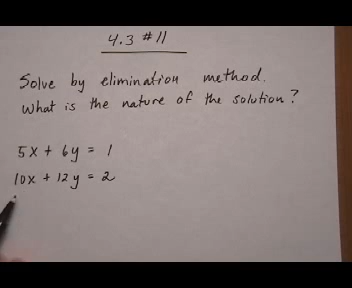 4.3 #11
Solve by elimination method.
What is the nature of the solution?
5x + 6y = 1
10x + 12y = 2